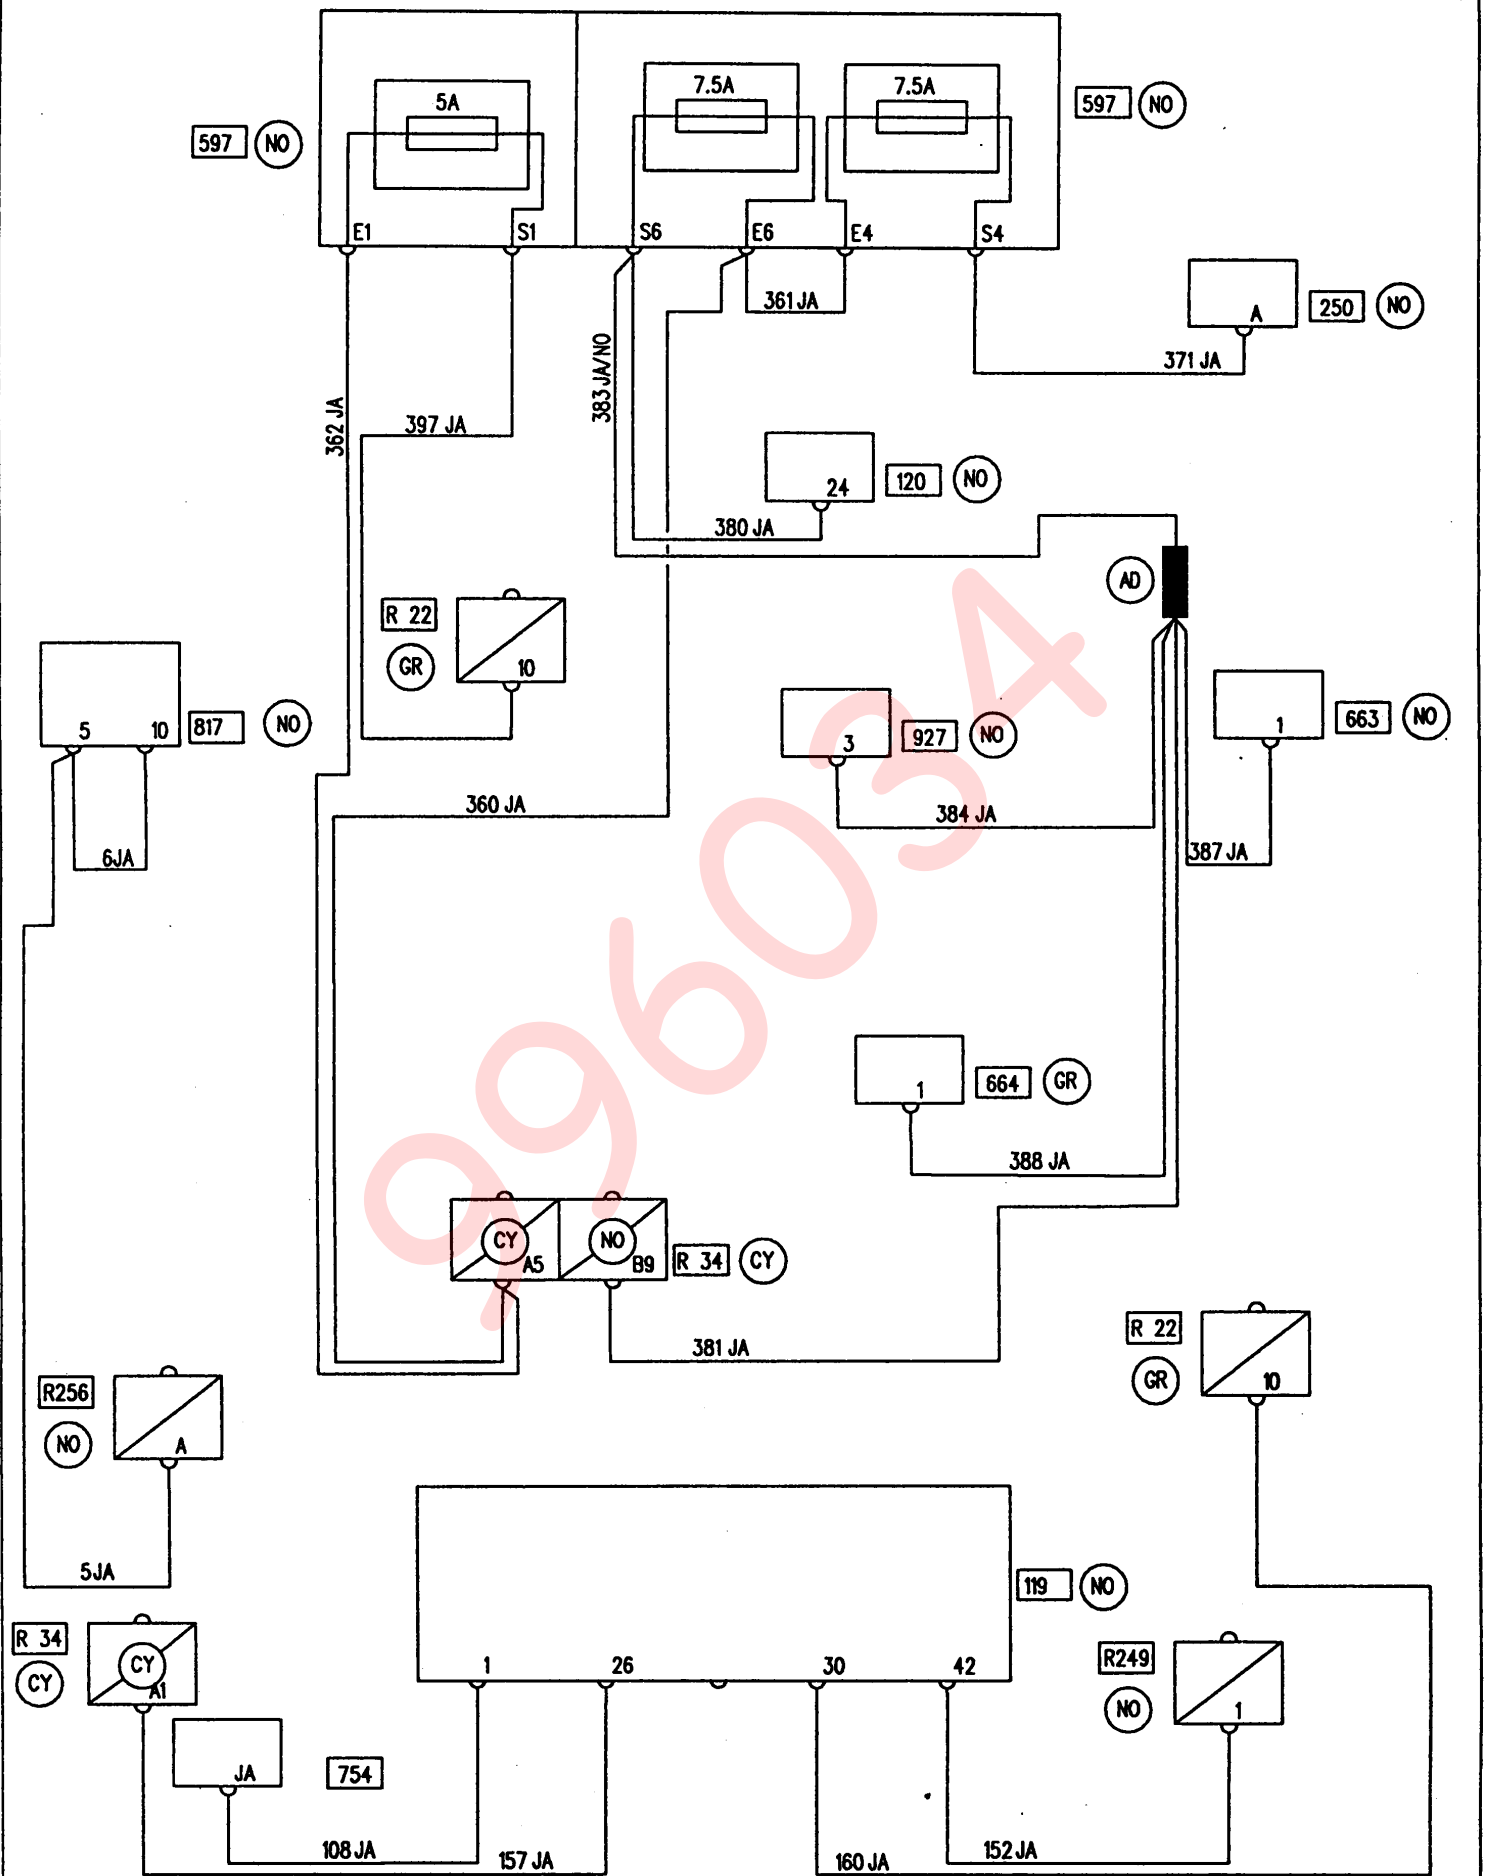 5A
7.5A
7.5A
597 NO
597 NO
E1 S1 S6 E6 E4 S4
361 JA
A
250 NO
371 JA
362 JA
397 JA
383 JA/NO
24
120 NO
380 JA
AD
R 22
GR
10
5 10
817 NO
3
927 NO
1
663 NO
360 JA
384 JA
6JA
387 JA
996034
1
664 GR
388 JA
CY
A5
NO
B9
R 34 CY
381 JA
R 22
GR
10
R256
NO
A
5JA
119 NO
R 34
CY
CY
A1
1 26 30 42
R249
NO
1
JA
754
108 JA
157 JA
160 JA
152 JA